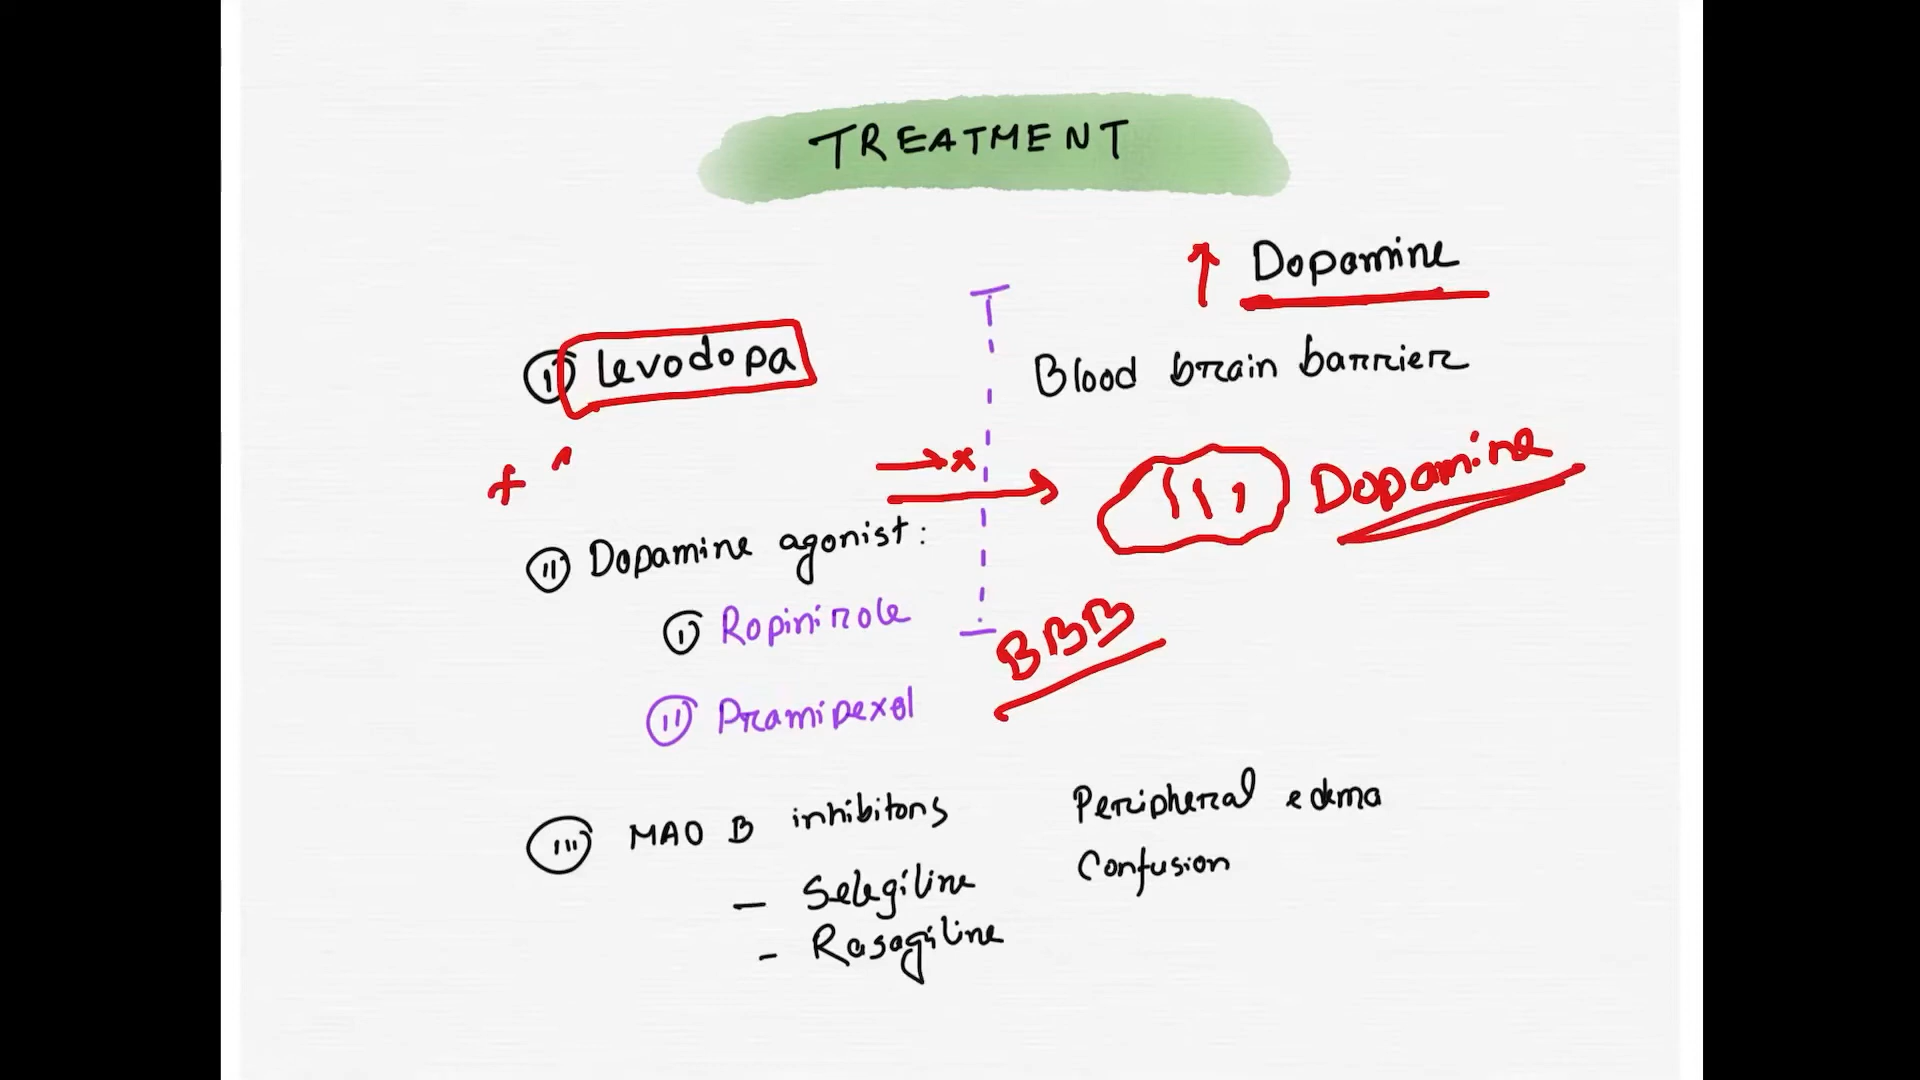 TREATMENT
↑ Dopamine
(I) Levodopa
Blood brain barrier
+
→x
→
Dopamine
(II) Dopamine agonist:
(I) Ropinirole
BBB
(II) Pramipexol
(III) MAO B inhibitors
Peripheral edema
Confusion
- Selegiline
- Rasagiline